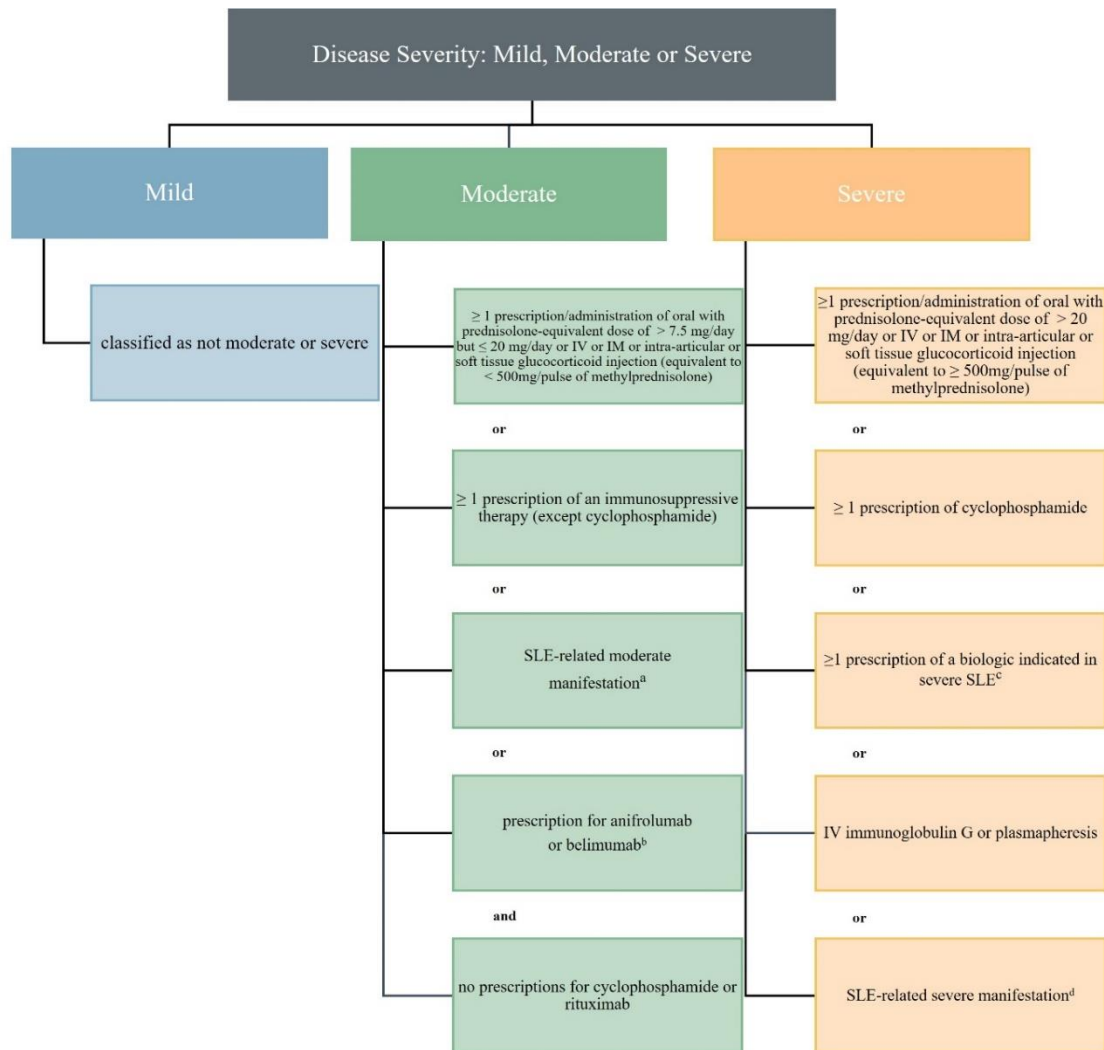 Disease Severity: Mild, Moderate or Severe
Mild
classified as not moderate or severe
Moderate
≥ 1 prescription/administration of oral with
prednisolone-equivalent dose of > 7.5 mg/day
but ≤ 20 mg/day or IV or IM or intra-articular or
soft tissue glucocorticoid injection (equivalent to
< 500mg/pulse of methylprednisolone)
or
≥ 1 prescription of an immunosuppressive
therapy (except cyclophosphamide)
or
SLE-related moderate
manifestationᵃ
or
prescription for anifrolumab
or belimumabᵇ
and
no prescriptions for cyclophosphamide or
rituximab
Severe
≥1 prescription/administration of oral with
prednisolone-equivalent dose of > 20
mg/day or IV or IM or intra-articular or
soft tissue glucocorticoid injection
(equivalent to ≥ 500mg/pulse of
methylprednisolone)
or
≥ 1 prescription of cyclophosphamide
or
≥1 prescription of a biologic indicated in
severe SLEᶜ
or
IV immunoglobulin G or plasmapheresis
or
SLE-related severe manifestationᵈ